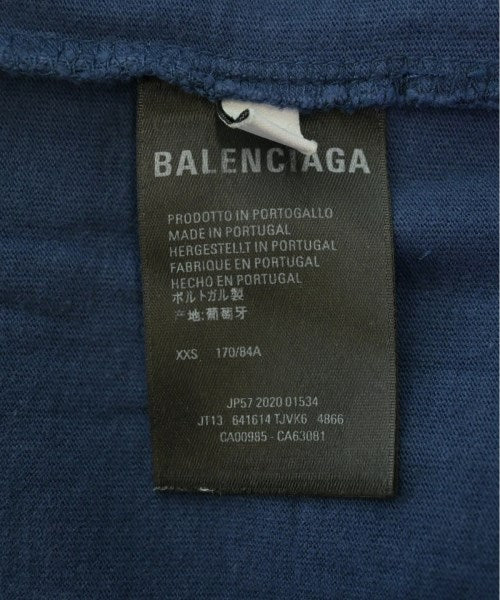 BALENCIAGA
PRODOTTO IN PORTOGALLO
MADE IN PORTUGAL
HERGESTELLT IN PORTUGAL
FABRIQUE EN PORTUGAL
HECHO EN PORTUGAL
ポルトガル製
产地:葡萄牙
XXS 170/84A
JP57 2020 01534
JT13 641614 TJVK6 4866
CA00985 - CA63081